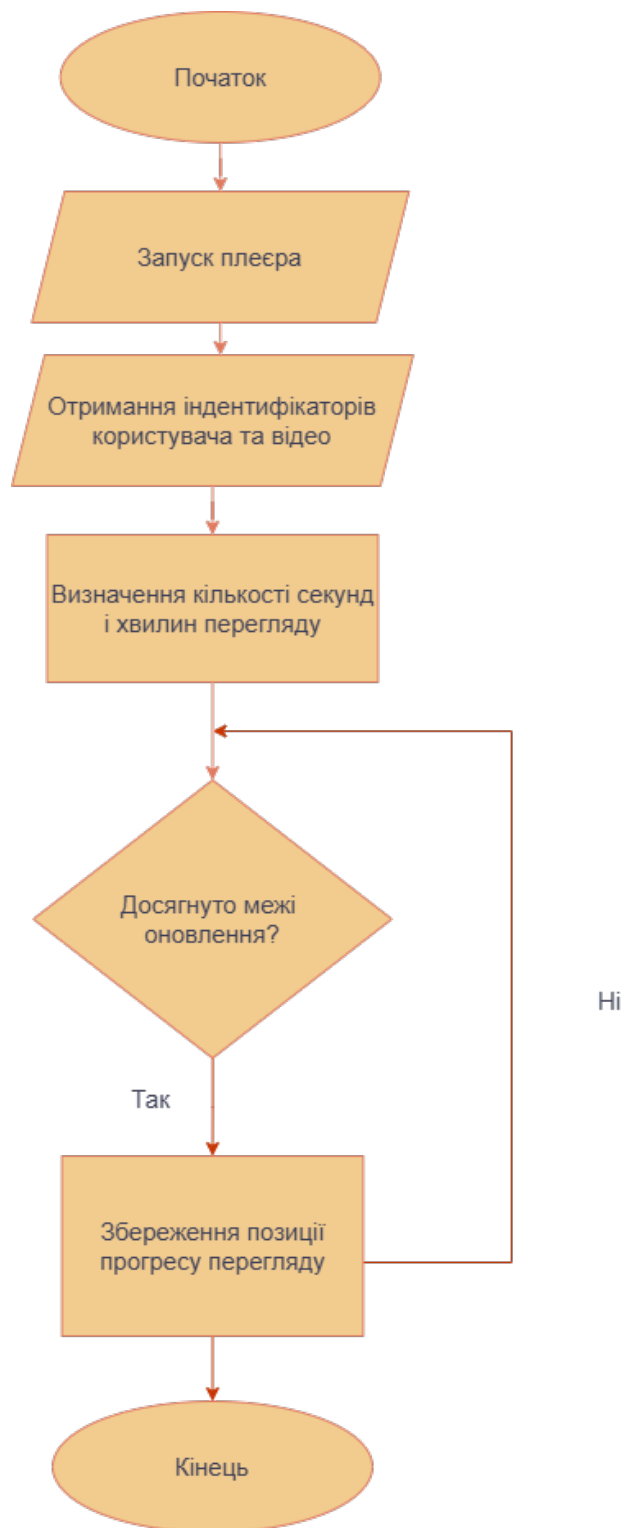 Початок
Запуск плеєра
Отримання індентифікаторів
користувача та відео
Визначення кількості секунд
і хвилин перегляду
Досягнуто межі
оновлення?
Ні
Так
Збереження позиції
прогресу перегляду
Кінець